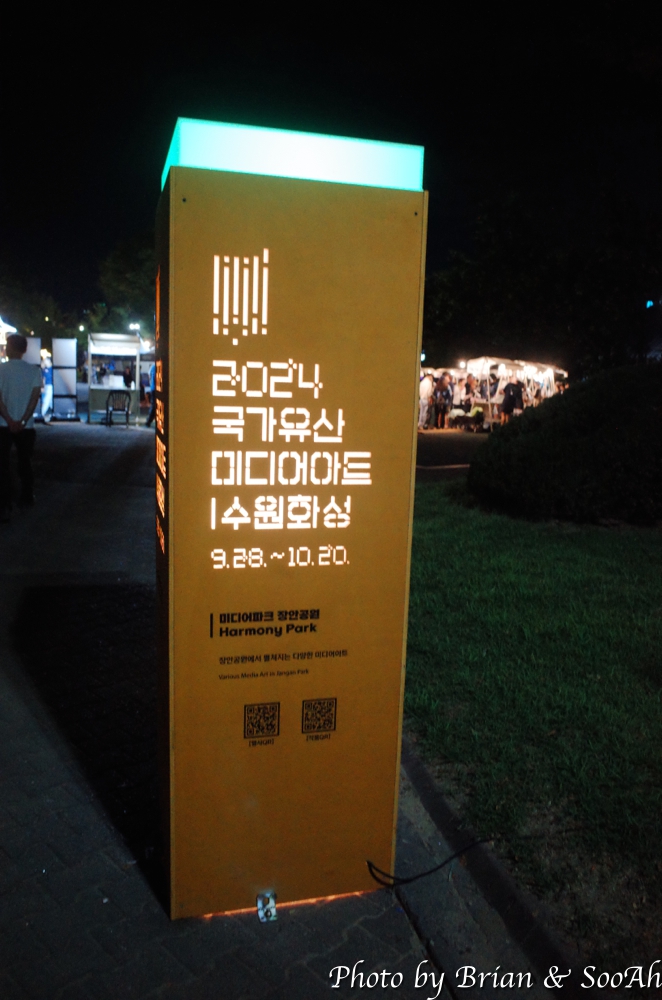 2024
국가유산
미디어아트
|수원화성
9.28.~10.20.
미디어파크 장안공원
Harmony Park
장안공원에서 펼쳐지는 다양한 미디어아트
Various Media Art in Jangan Park
Photo by Brian & SooAh